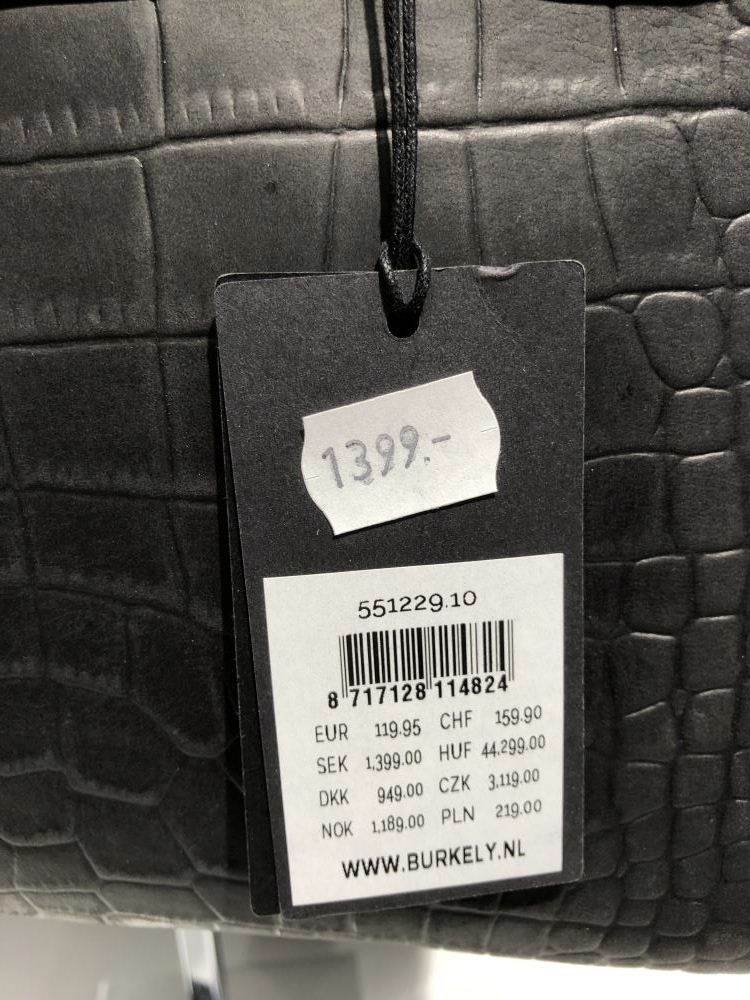 1399.-
551229.10
8 717128 114824
EUR 119.95 CHF 159.90
SEK 1,399.00 HUF 44,299.00
DKK 949.00 CZK 3,119.00
NOK 1,189.00 PLN 219.00
WWW.BURKELY.NL